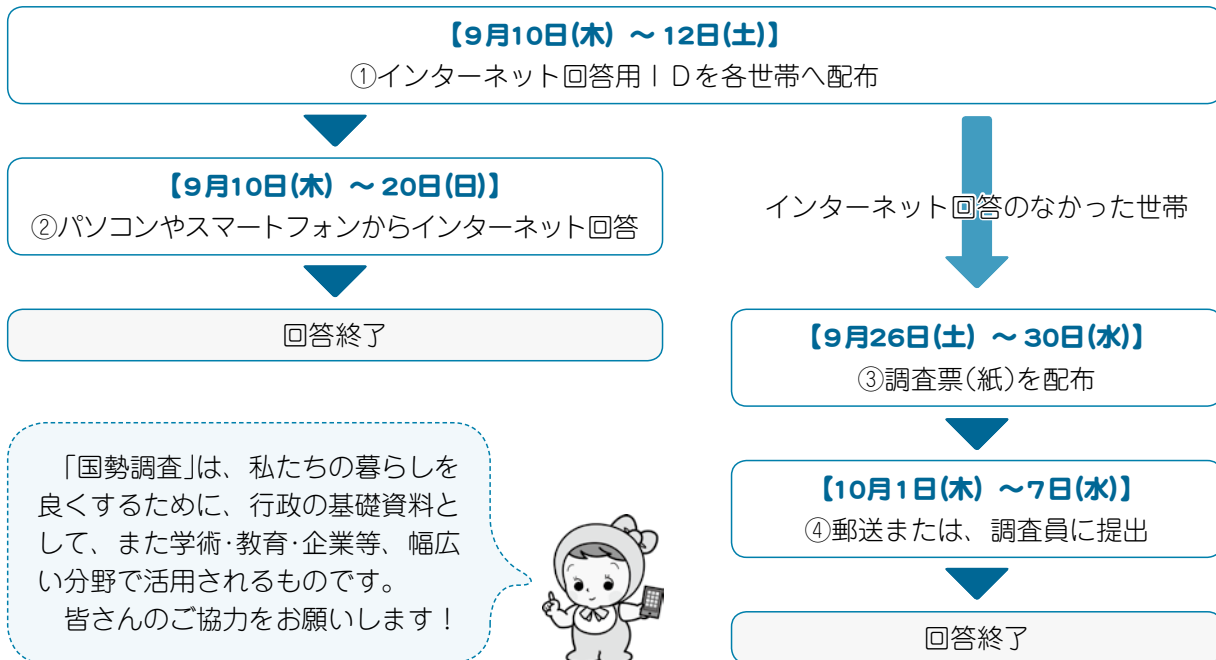 【9月10日(木) ～ 12日(土)】
①インターネット回答用ＩＤを各世帯へ配布
【9月10日(木) ～ 20日(日)】
②パソコンやスマートフォンからインターネット回答
回答終了
インターネット回答のなかった世帯
【9月26日(土) ～ 30日(水)】
③調査票(紙)を配布
【10月1日(木) ～7日(水)】
④郵送または、調査員に提出
回答終了
「国勢調査」は、私たちの暮らしを
良くするために、行政の基礎資料と
して、また学術･教育･企業等、幅広
い分野で活用されるものです。
皆さんのご協力をお願いします！